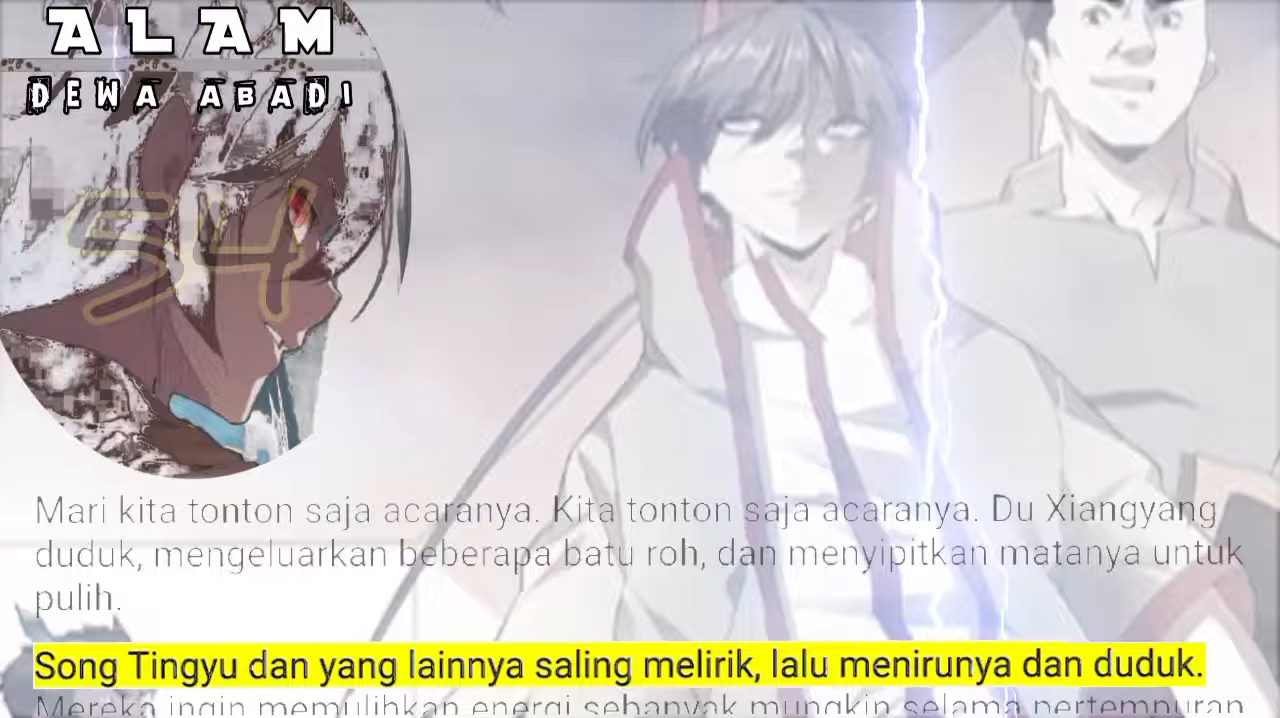 ALAM
DEWA ABADI
54
Mari kita tonton saja acaranya. Kita tonton saja acaranya. Du Xiangyang
duduk, mengeluarkan beberapa batu roh, dan menyipitkan matanya untuk
pulih.
Song Tingyu dan yang lainnya saling melirik, lalu menirunya dan duduk.
Mereka ingin memulihkan energi sebanyak mungkin selama pertempuran